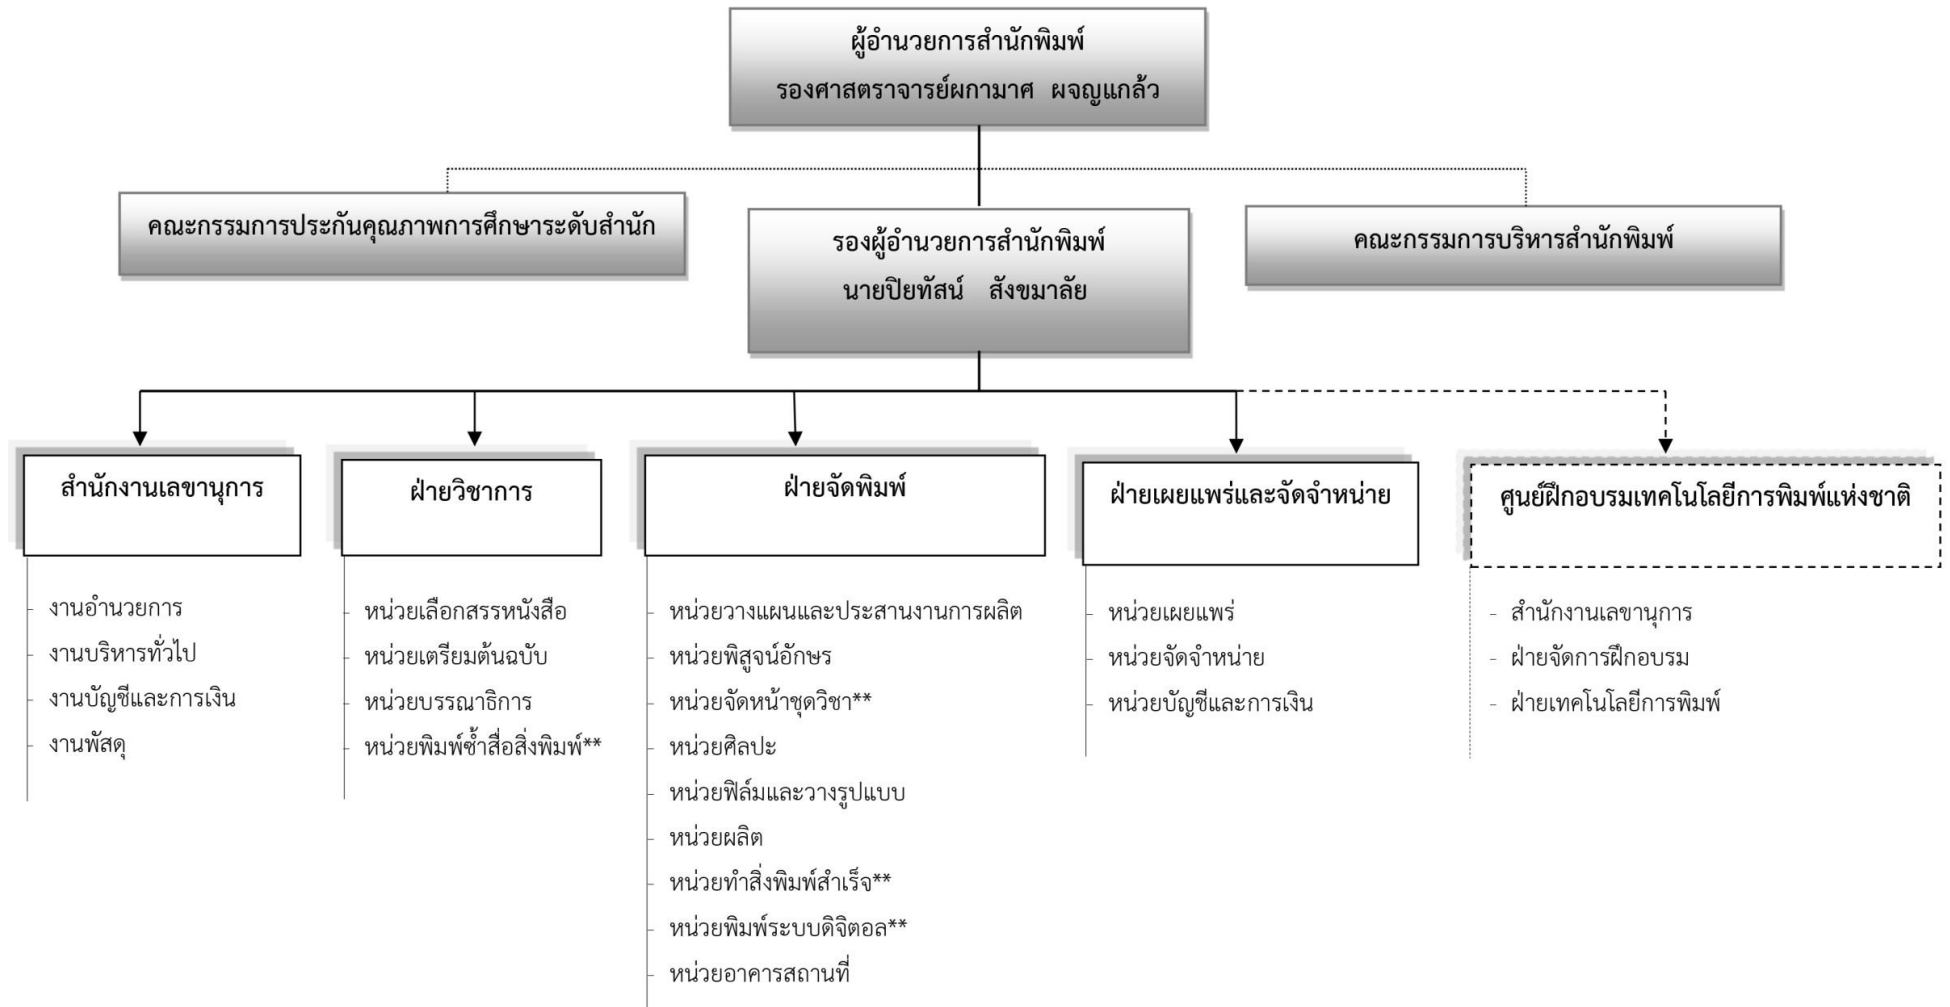 ผู้อำนวยการสำนักพิมพ์
รองศาสตราจารย์ผกามาศ ผจญแกล้ว
คณะกรรมการประกันคุณภาพการศึกษาระดับสำนัก
รองผู้อำนวยการสำนักพิมพ์
นายปิยทัสน์ สังขมาลัย
คณะกรรมการบริหารสำนักพิมพ์
สำนักงานเลขานุการ
- งานอำนวยการ
- งานบริหารทั่วไป
- งานบัญชีและการเงิน
- งานพัสดุ
ฝ่ายวิชาการ
- หน่วยเลือกสรรหนังสือ
- หน่วยเตรียมต้นฉบับ
- หน่วยบรรณาธิการ
- หน่วยพิมพ์ซ้ำสื่อสิ่งพิมพ์**
ฝ่ายจัดพิมพ์
- หน่วยวางแผนและประสานงานการผลิต
- หน่วยพิสูจน์อักษร
- หน่วยจัดหน้าชุดวิชา**
- หน่วยศิลปะ
- หน่วยฟิล์มและวางรูปแบบ
- หน่วยผลิต
- หน่วยทำสิ่งพิมพ์สำเร็จ**
- หน่วยพิมพ์ระบบดิจิตอล**
- หน่วยอาคารสถานที่
ฝ่ายเผยแพร่และจัดจำหน่าย
- หน่วยเผยแพร่
- หน่วยจัดจำหน่าย
- หน่วยบัญชีและการเงิน
ศูนย์ฝึกอบรมเทคโนโลยีการพิมพ์แห่งชาติ
- สำนักงานเลขานุการ
- ฝ่ายจัดการฝึกอบรม
- ฝ่ายเทคโนโลยีการพิมพ์